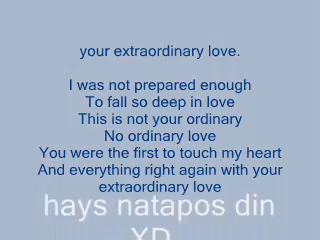 your extraordinary love.
I was not prepared enough
To fall so deep in love
This is not your ordinary
No ordinary love
You were the first to touch my heart
And everything right again with your
extraordinary love
hays natapos din
XD